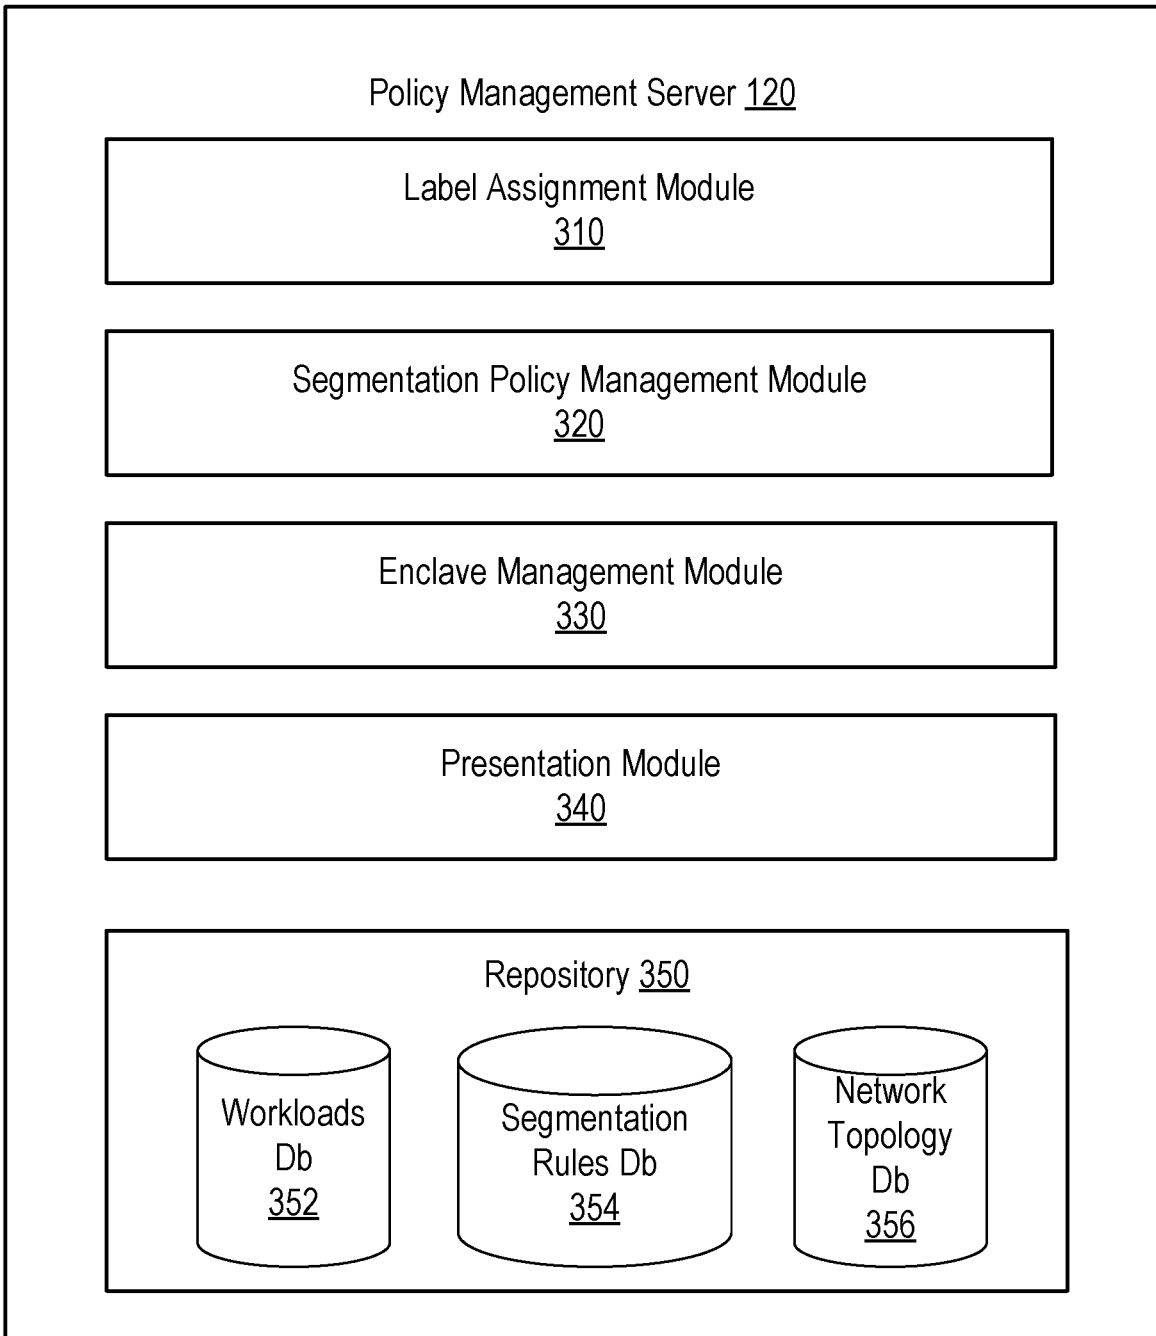 Policy Management Server 120
Label Assignment Module
310
Segmentation Policy Management Module
320
Enclave Management Module
330
Presentation Module
340
Repository 350
Workloads
Db
352
Segmentation
Rules Db
354
Network
Topology
Db
356